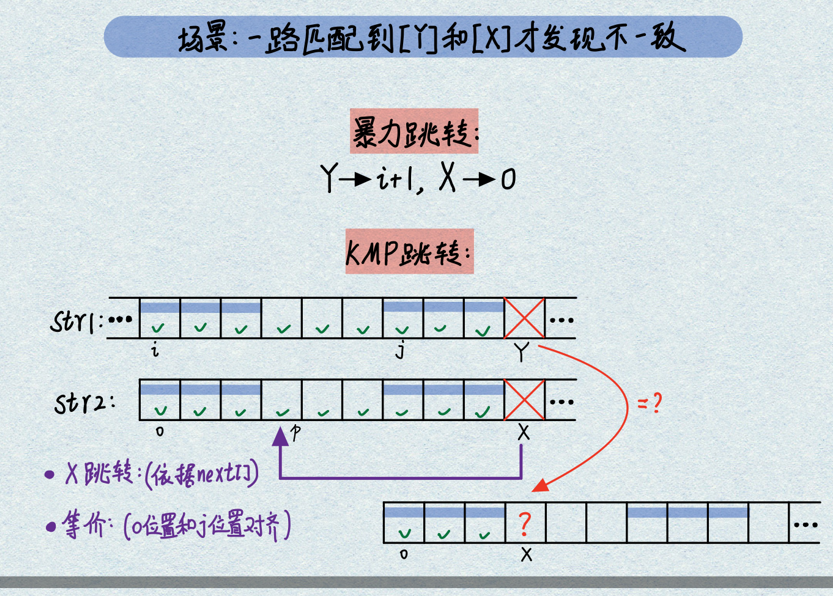 场景:一路匹配到[Y]和[X]才发现不一致
暴力跳转:
Y→i+1, X→0
KMP跳转:
str1: ••• •••
i j Y
str2: •••
=?
0 p X
• X跳转:(依据next[])
• 等价:(0位置和j位置对齐)
? •••
0 X